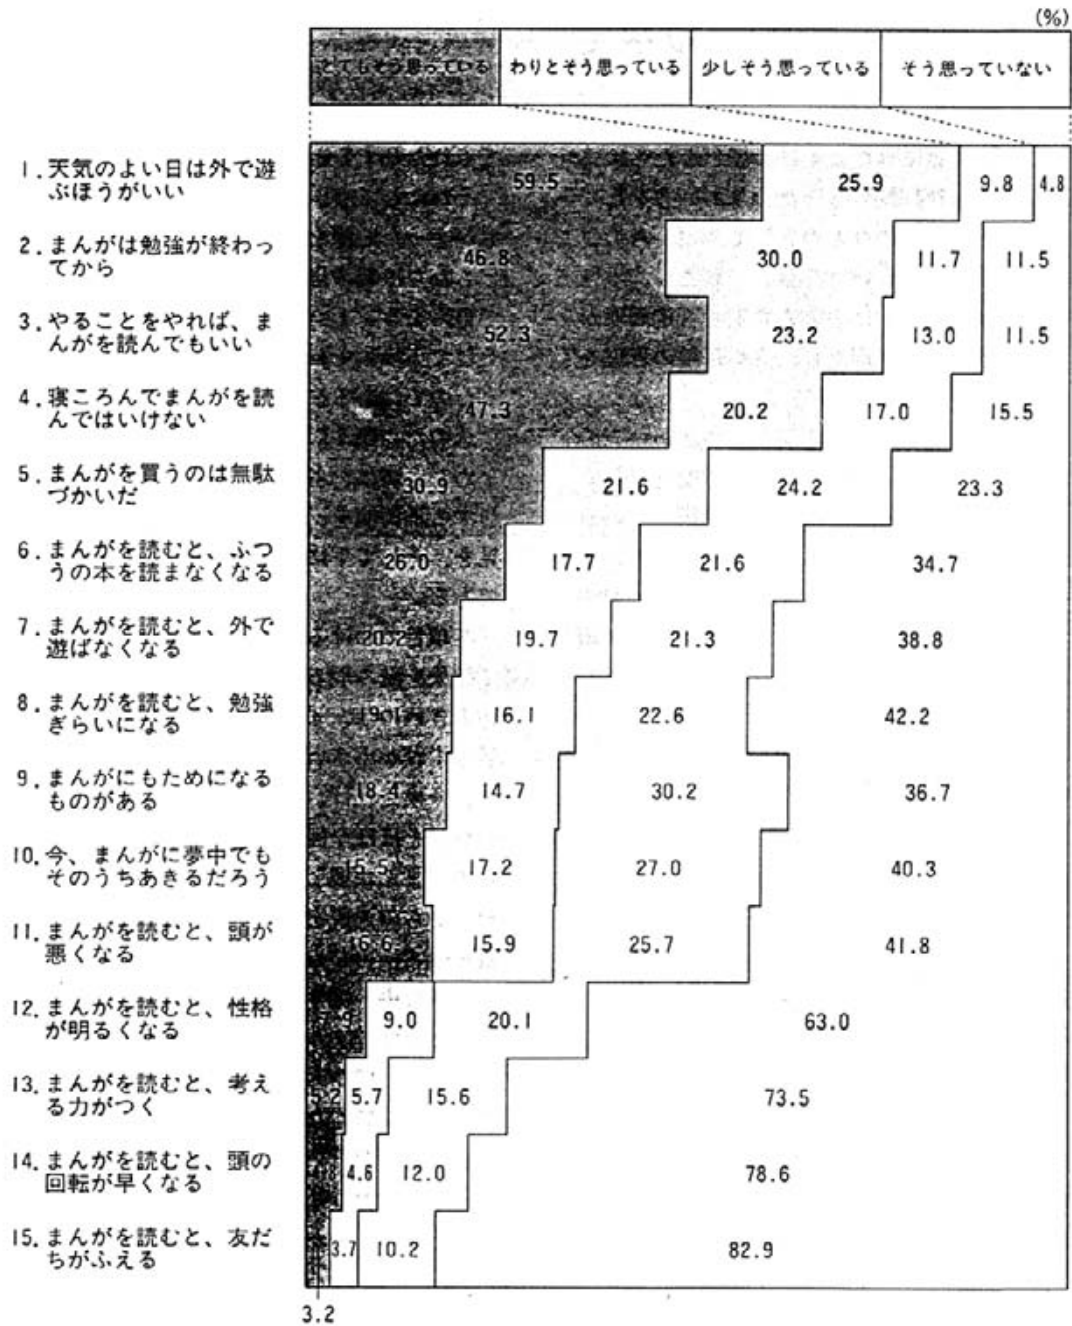 (%)
とてもそう思っている わりとそう思っている 少しそう思っている そう思っていない
1. 天気のよい日は外で遊
ぶほうがいい
59.5 25.9 9.8 4.8
2. まんがは勉強が終わっ
てから
46.8 30.0 11.7 11.5
3. やることをやれば、ま
んがを読んでもいい
52.3 23.2 13.0 11.5
4. 寝ころんでまんがを読
んではいけない
47.3 20.2 17.0 15.5
5. まんがを買うのは無駄
づかいだ
30.9 21.6 24.2 23.3
6. まんがを読むと、ふつ
うの本を読まなくなる
26.0 17.7 21.6 34.7
7. まんがを読むと、外で
遊ばなくなる
20.2 19.7 21.3 38.8
8. まんがを読むと、勉強
ぎらいになる
19.1 16.1 22.6 42.2
9. まんがにもためになる
ものがある
18.4 14.7 30.2 36.7
10. 今、まんがに夢中でも
そのうちあきるだろう
15.5 17.2 27.0 40.3
11. まんがを読むと、頭が
悪くなる
16.6 15.9 25.7 41.8
12. まんがを読むと、性格
が明るくなる
7.9 9.0 20.1 63.0
13. まんがを読むと、考え
る力がつく
5.2 5.7 15.6 73.5
14. まんがを読むと、頭の
回転が早くなる
4.8 4.6 12.0 78.6
15. まんがを読むと、友だ
ちがふえる
3.7 10.2 82.9
3.2